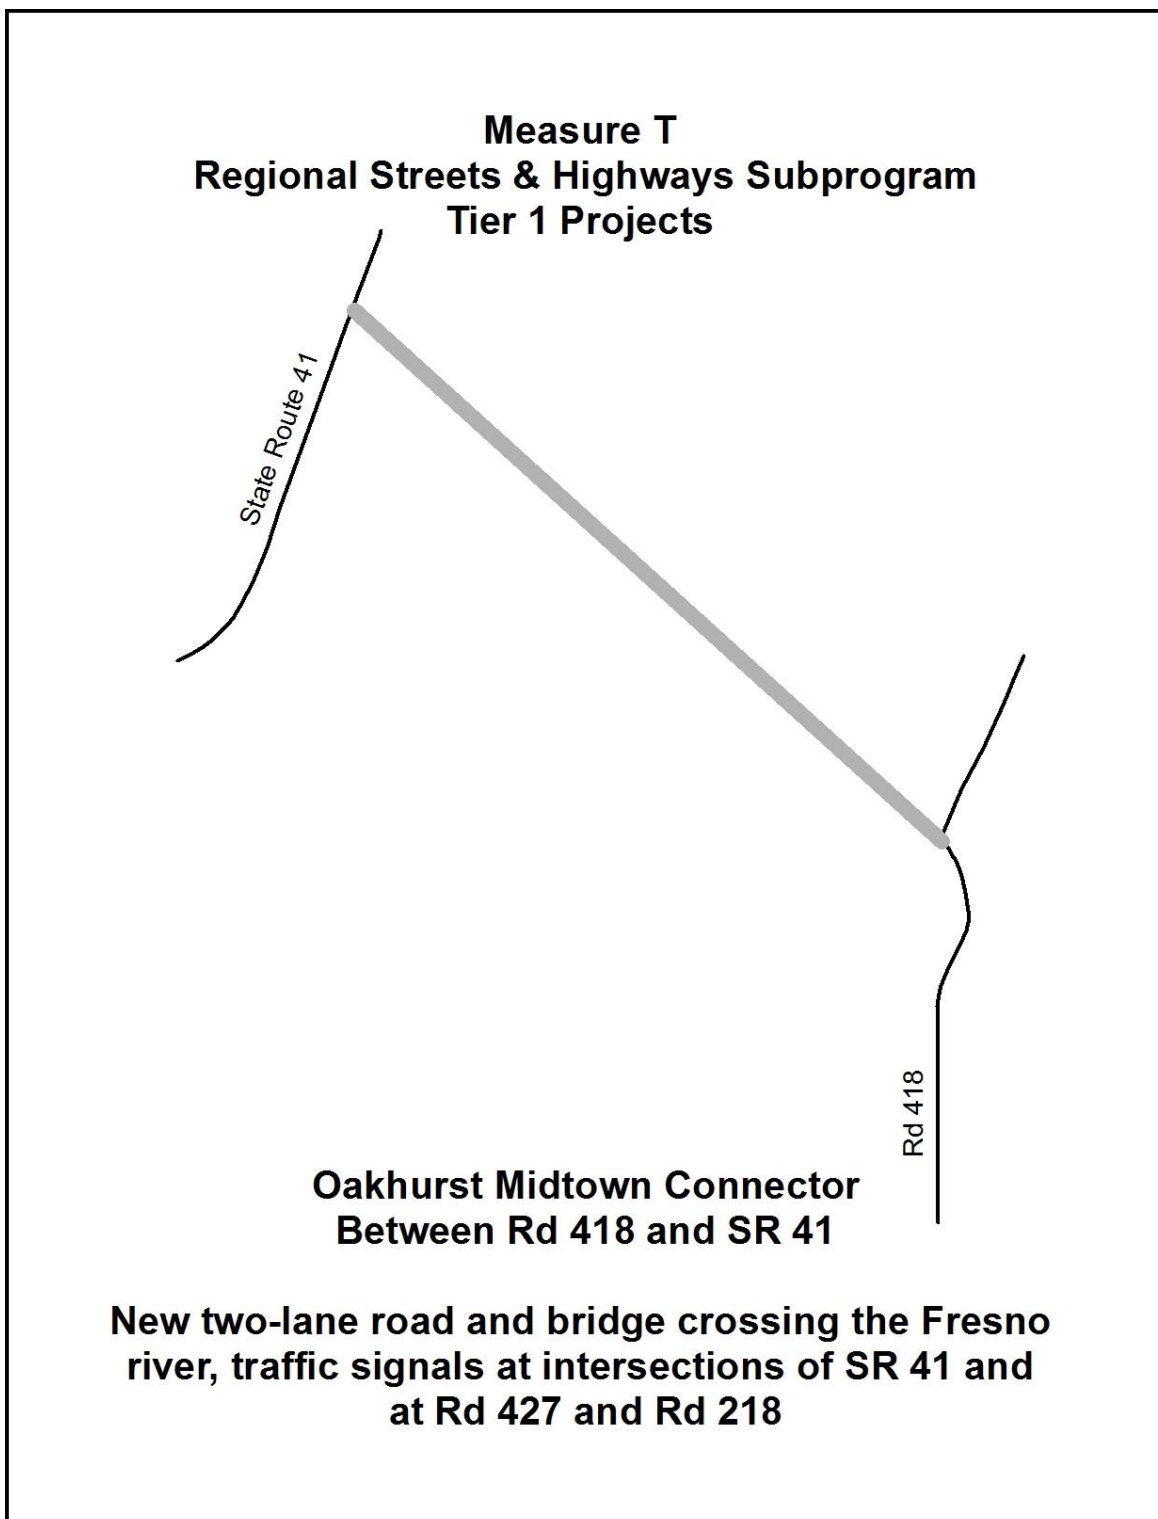 Measure T
Regional Streets & Highways Subprogram
Tier 1 Projects
State Route 41
Rd 418
Oakhurst Midtown Connector
Between Rd 418 and SR 41
New two-lane road and bridge crossing the Fresno
river, traffic signals at intersections of SR 41 and
at Rd 427 and Rd 218